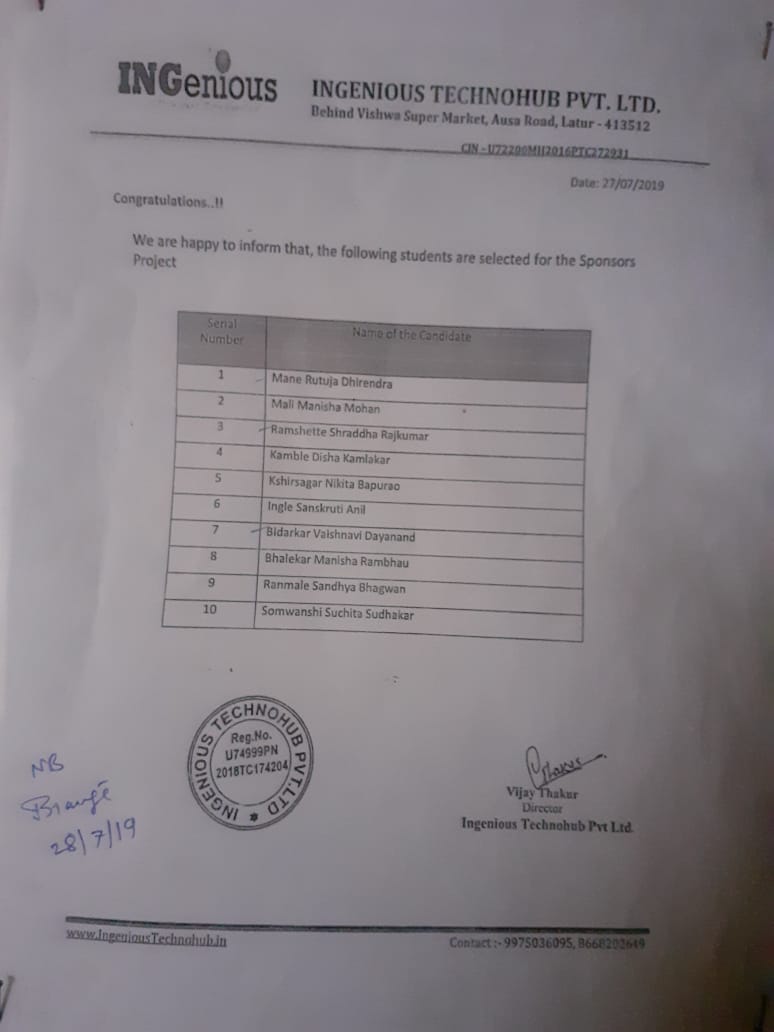 INGenious
INGENIOUS TECHNOHUB PVT. LTD.
Behind Vishwa Super Market, Ausa Road, Latur - 413512
CIN - U72200MH2016PTC272931
Date: 27/07/2019
Congratulations..!!
We are happy to inform that, the following students are selected for the Sponsors
Project
Serial Number Name of the Candidate
1 Mane Rutuja Dhirendra
2 Mali Manisha Mohan
3 Ramshette Shraddha Rajkumar
4 Kamble Disha Kamlakar
5 Kshirsagar Nikita Bapurao
6 Ingle Sanskruti Anil
7 Bidarkar Vaishnavi Dayanand
8 Bhalekar Manisha Rambhau
9 Ranmale Sandhya Bhagwan
10 Somwanshi Suchita Sudhakar
INGENIOUS TECHNOHUB PVT.LTD
Reg.No.
U74999PN
2018TC174204
NB
28/7/19
Vijay Thakur
Director
Ingenious Technohub Pvt Ltd.
www.IngeniousTechnohub.in
Contact :- 9975036095, 8668202649